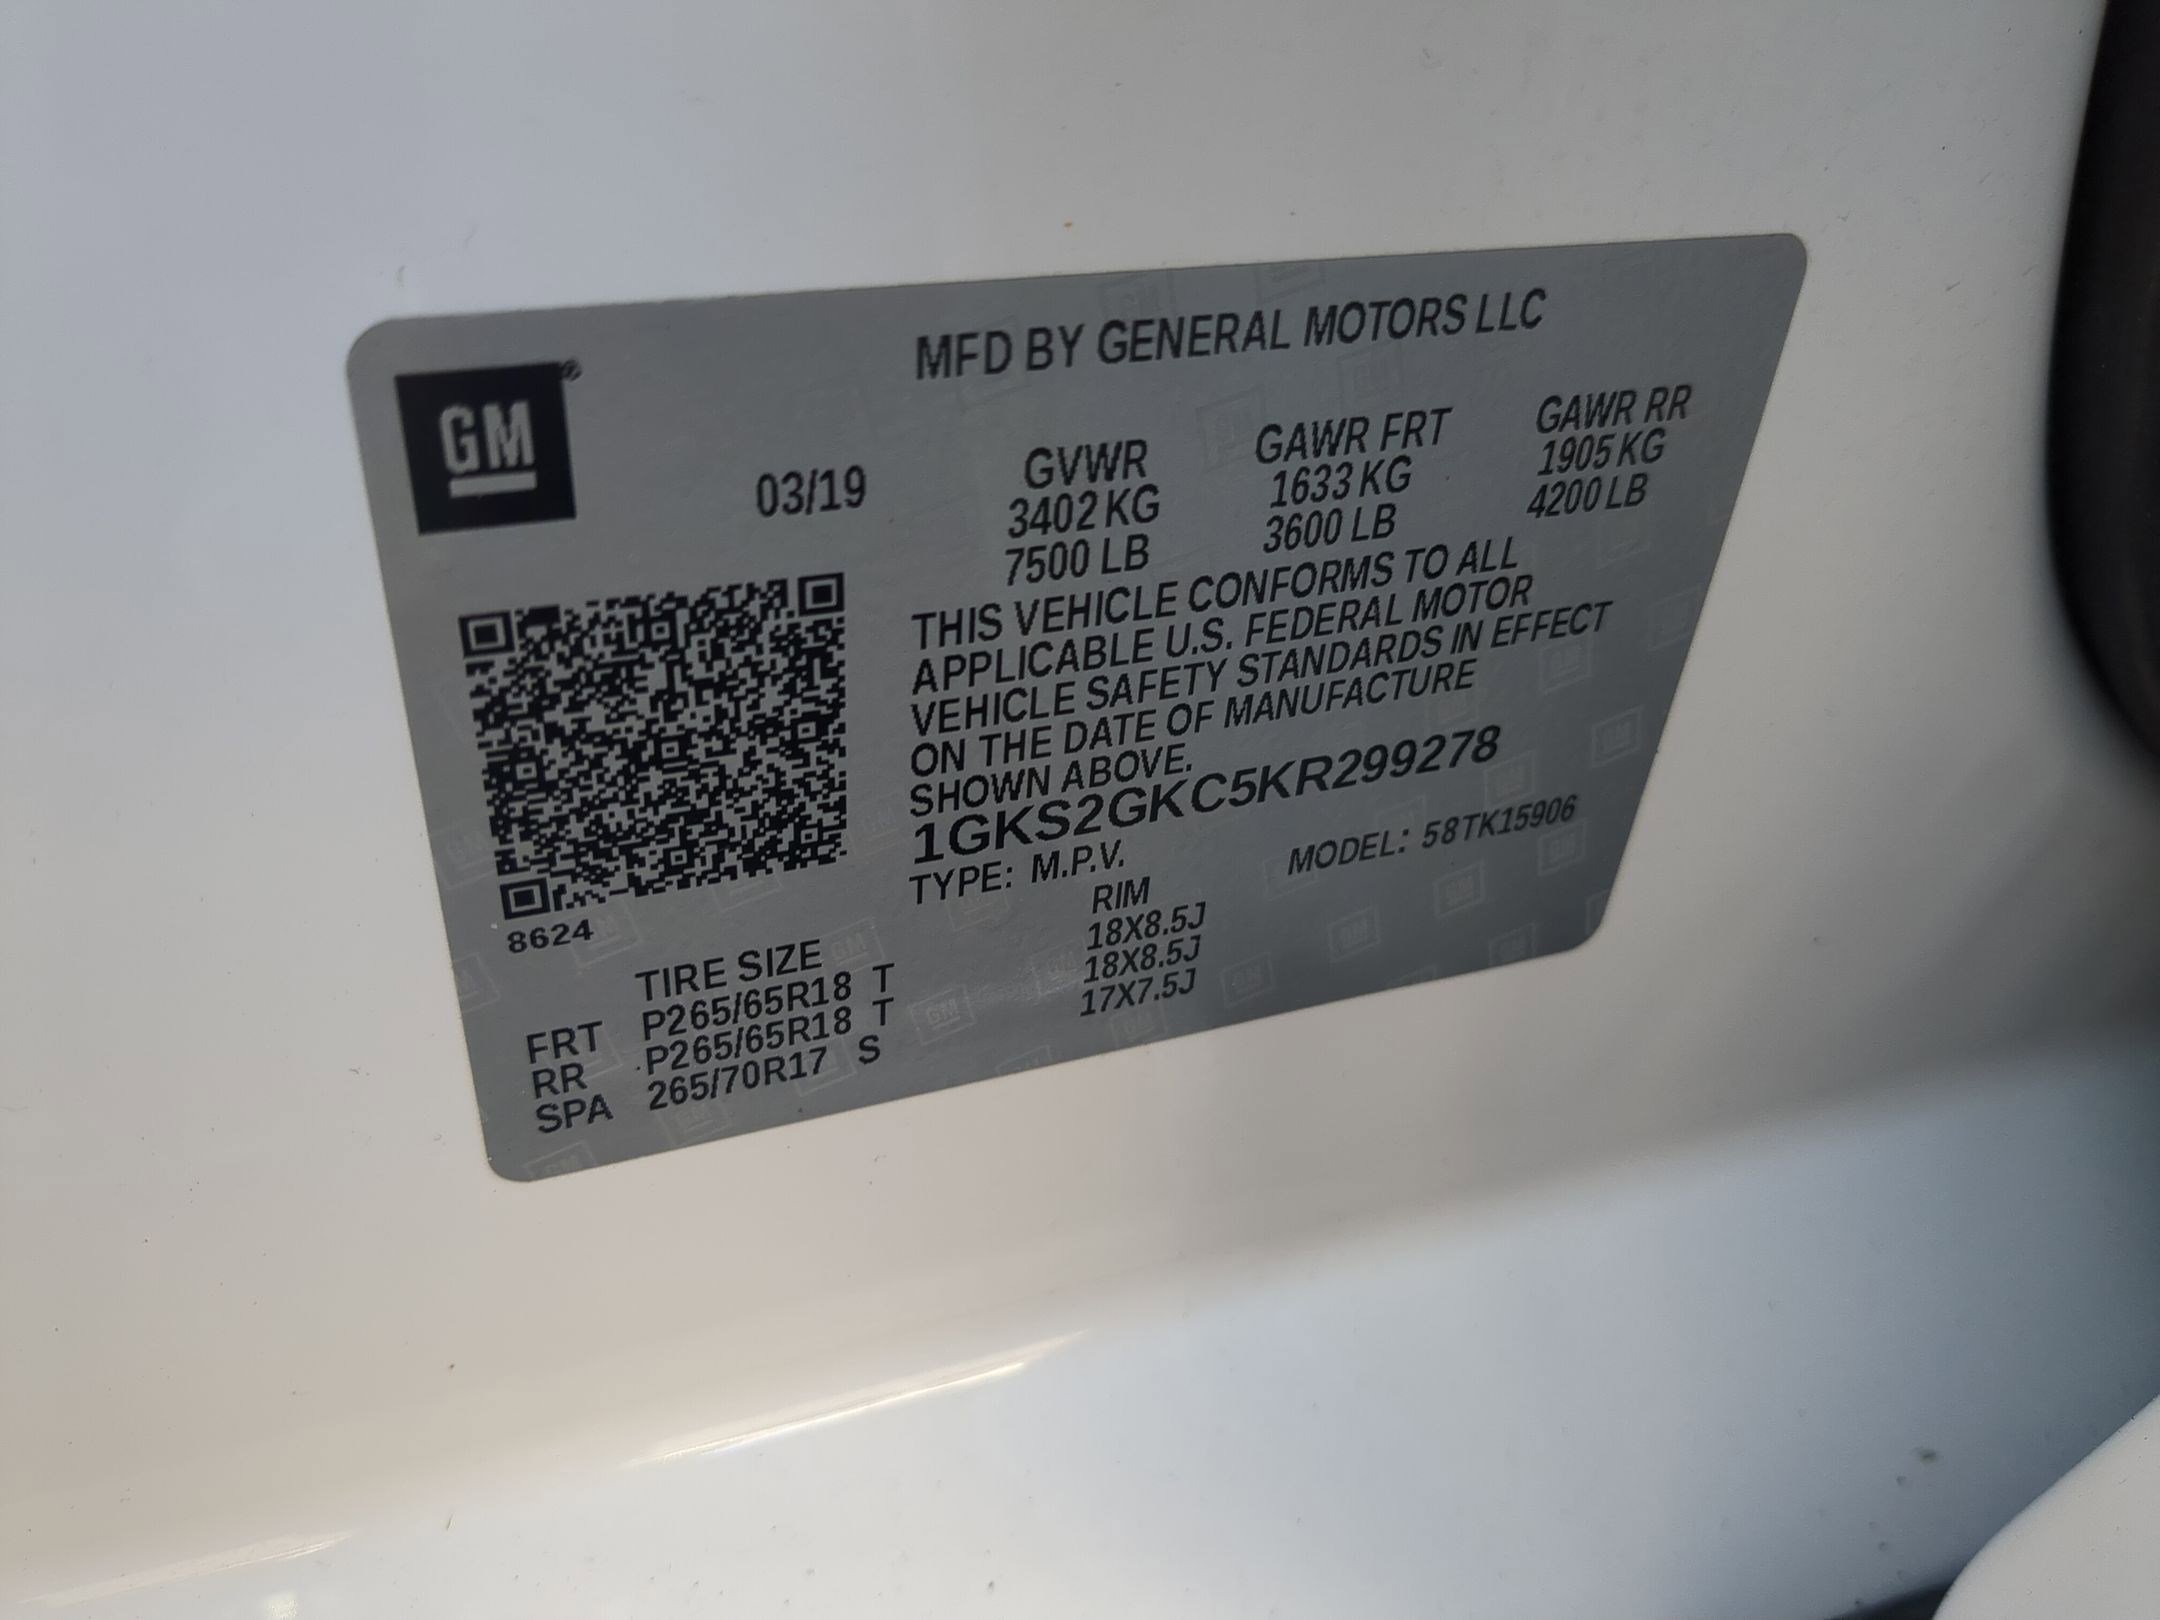 GM®
MFD BY GENERAL MOTORS LLC
03/19
GVWR GAWR FRT GAWR RR
3402 KG 1633 KG 1905 KG
7500 LB 3600 LB 4200 LB
THIS VEHICLE CONFORMS TO ALL
APPLICABLE U.S. FEDERAL MOTOR
VEHICLE SAFETY STANDARDS IN EFFECT
ON THE DATE OF MANUFACTURE
SHOWN ABOVE.
1GKS2GKC5KR299278
TYPE: M.P.V. MODEL: 58TK15906
8624
TIRE SIZE RIM
FRT P265/65R18 T 18X8.5J
RR P265/65R18 T 18X8.5J
SPA 265/70R17 S 17X7.5J